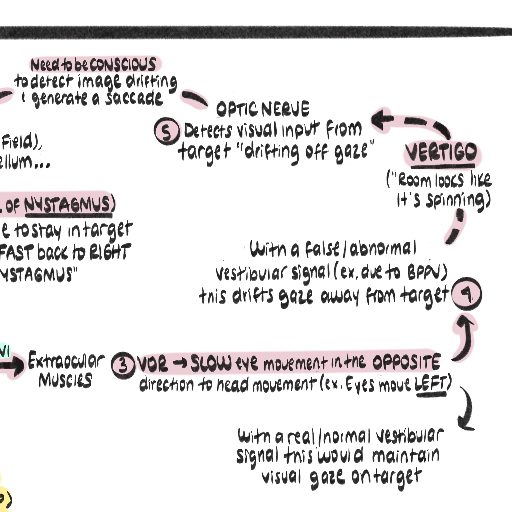 Need to be CONSCIOUS
to detect image drifting
& generate a saccade
OPTIC NERVE
5 Detects visual input from
target "drifting off gaze"
VERTIGO
("Room looks like
it's spinning)
Field),
ellum...
OF NYSTAGMUS)
e to stay in target
FAST back to RIGHT
YSTAGMUS"
With a false/abnormal
vestibular signal (ex. due to BPPV)
this drifts gaze away from target 4
VI
Extraocular
Muscles
3 VOR → SLOW eye movement in the OPPOSITE
direction to head movement (ex. Eyes move LEFT)
With a real/normal vestibular
signal this would maintain
visual gaze on target